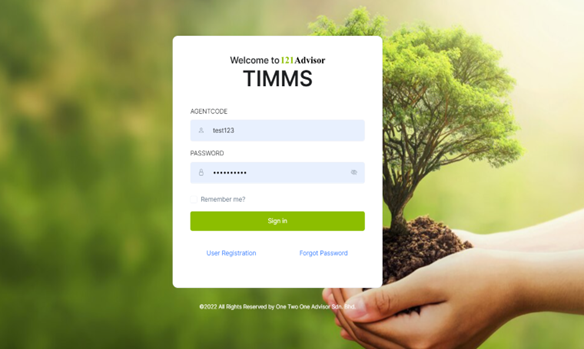 Welcome to 121Advisor
TIMMS
AGENTCODE
test123
PASSWORD
••••••••••
Remember me?
Sign in
User Registration
Forgot Password
©2022 All Rights Reserved by One Two One Advisor Sdn. Bhd.